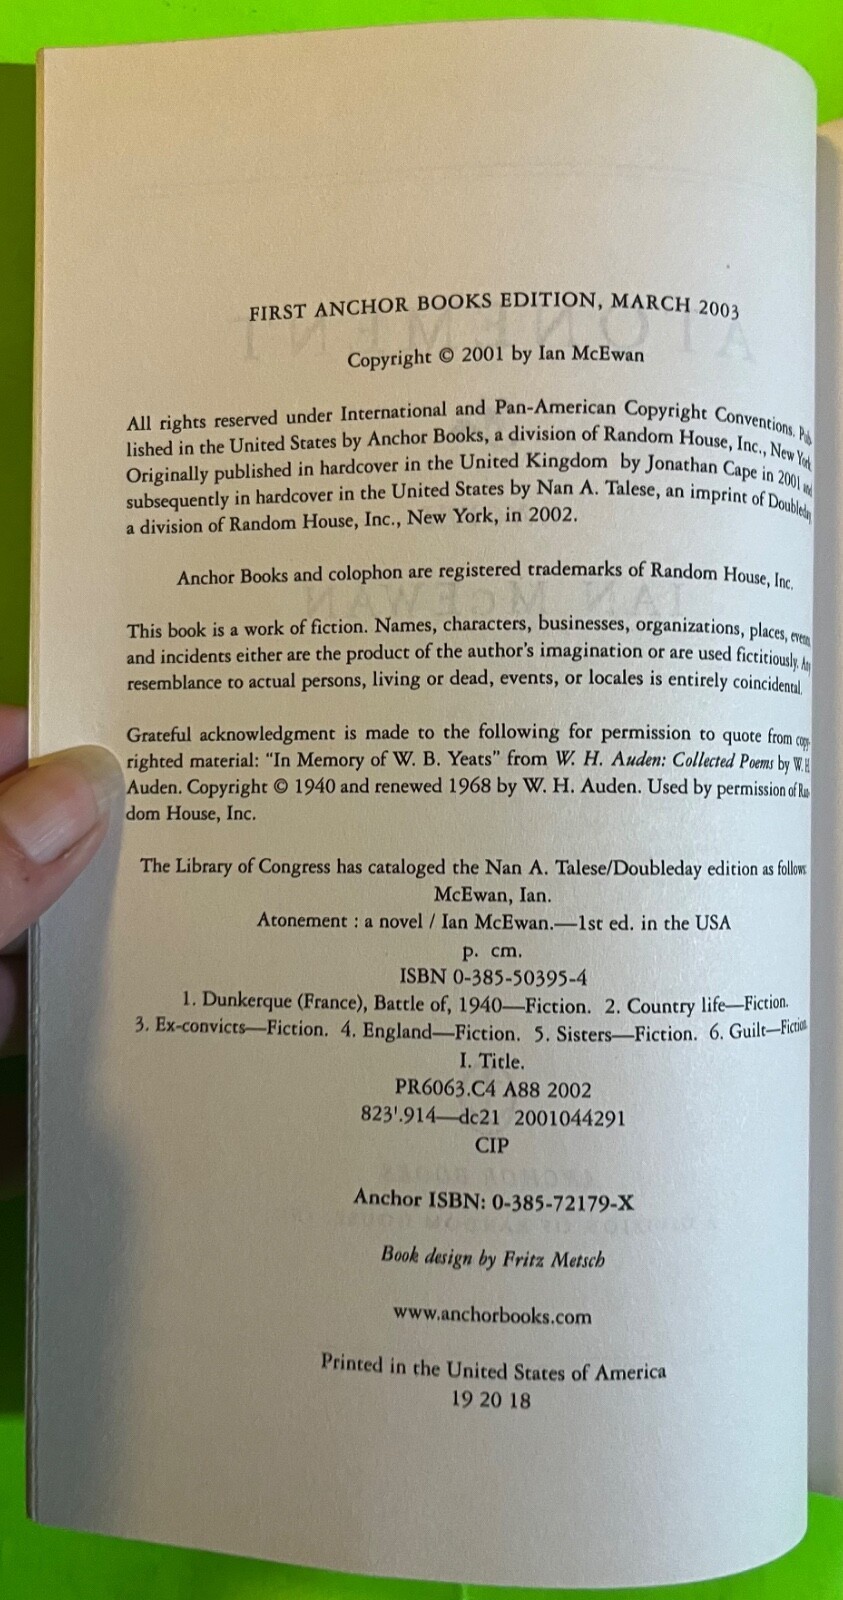 FIRST ANCHOR BOOKS EDITION, MARCH 2003
Copyright © 2001 by Ian McEwan
All rights reserved under International and Pan-American Copyright Conventions. Pub
lished in the United States by Anchor Books, a division of Random House, Inc., New York
Originally published in hardcover in the United Kingdom by Jonathan Cape in 2001 and
subsequently in hardcover in the United States by Nan A. Talese, an imprint of Doubleday
a division of Random House, Inc., New York, in 2002.
Anchor Books and colophon are registered trademarks of Random House, Inc.
This book is a work of fiction. Names, characters, businesses, organizations, places, events
and incidents either are the product of the author's imagination or are used fictitiously. Any
resemblance to actual persons, living or dead, events, or locales is entirely coincidental.
Grateful acknowledgment is made to the following for permission to quote from copy-
righted material: “In Memory of W. B. Yeats” from W. H. Auden: Collected Poems by W. H
Auden. Copyright © 1940 and renewed 1968 by W. H. Auden. Used by permission of Ran-
dom House, Inc.
The Library of Congress has cataloged the Nan A. Talese/Doubleday edition as follows:
McEwan, Ian.
Atonement : a novel / Ian McEwan.—1st ed. in the USA
p. cm.
ISBN 0-385-50395-4
1. Dunkerque (France), Battle of, 1940—Fiction. 2. Country life—Fiction.
3. Ex-convicts—Fiction. 4. England—Fiction. 5. Sisters—Fiction. 6. Guilt—Fiction.
I. Title.
PR6063.C4 A88 2002
823'.914—dc21 2001044291
CIP
Anchor ISBN: 0-385-72179-X
Book design by Fritz Metsch
www.anchorbooks.com
Printed in the United States of America
19 20 18